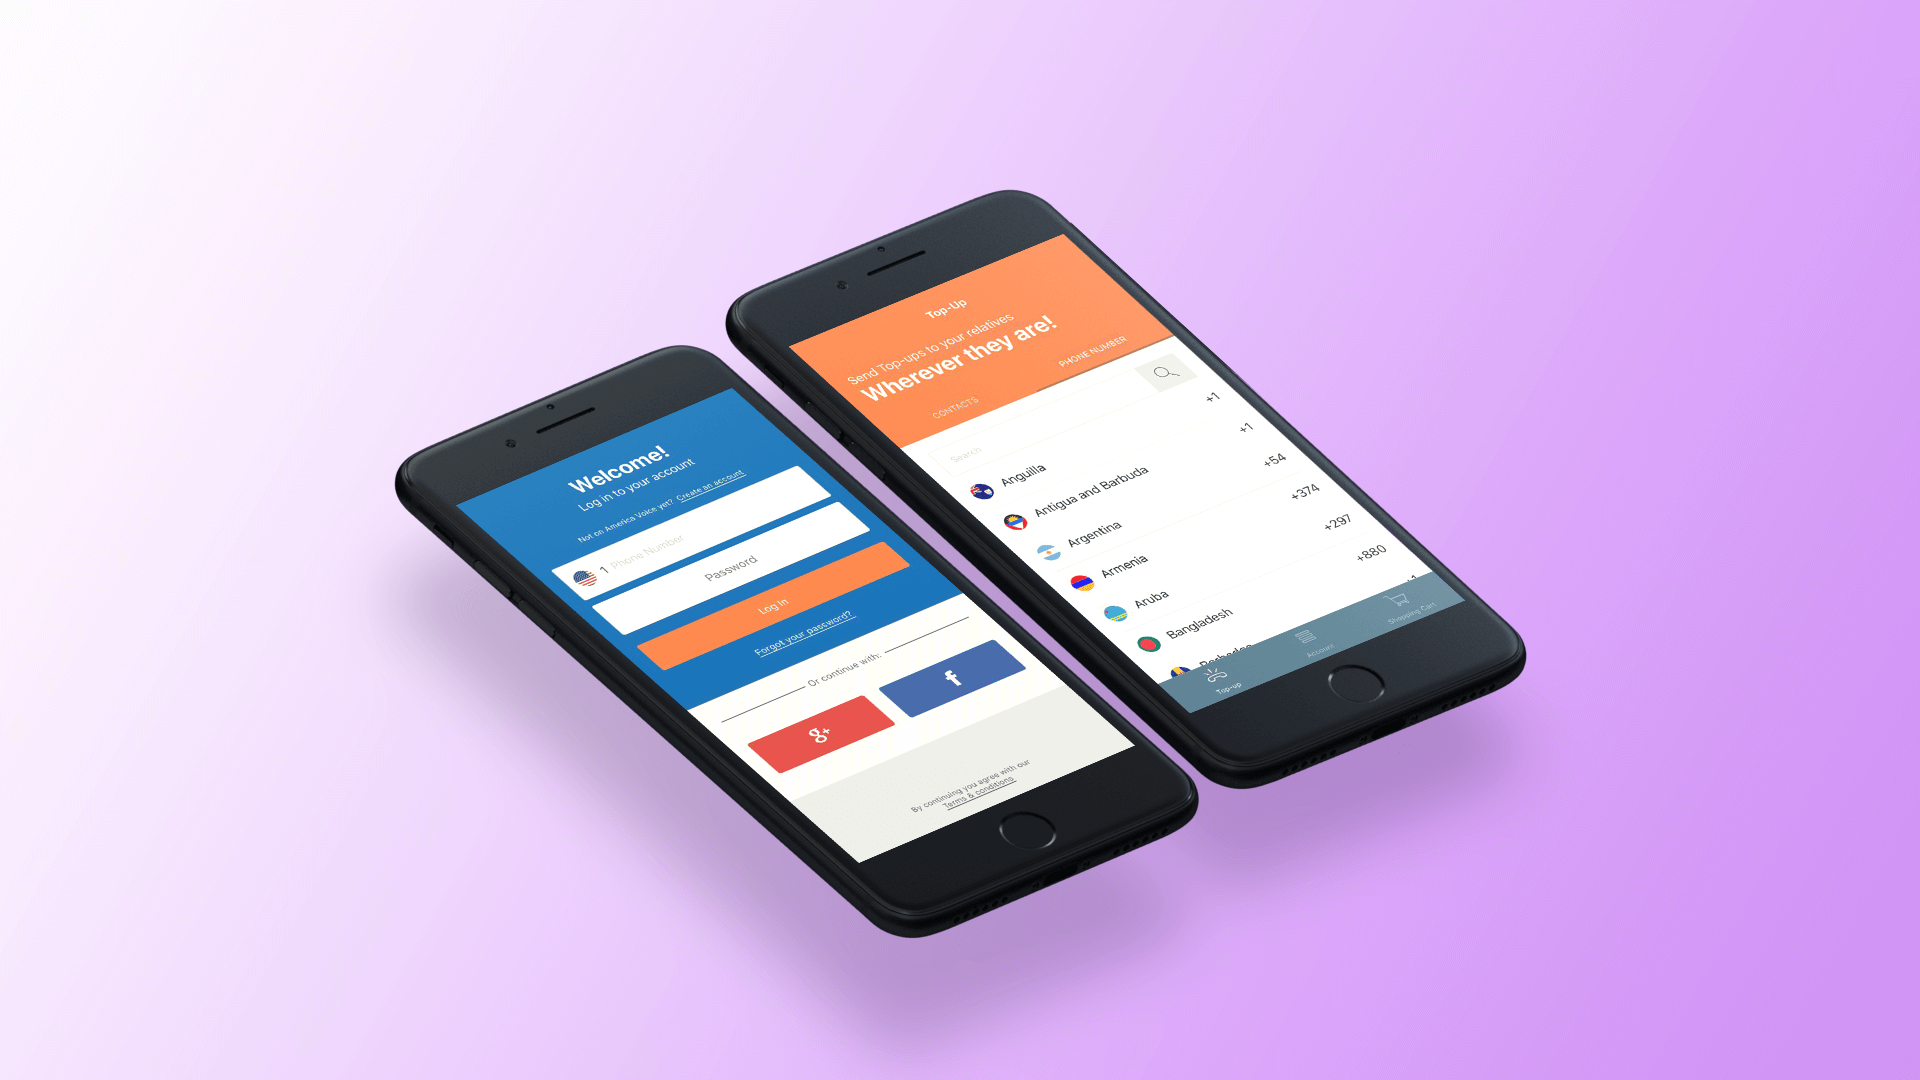 Welcome!
Log in to your account
Not on America Voice yet? Create an account.
1 Phone Number
Password
Log In
Forgot your password?
Or continue with:
g+
f
By continuing you agree with our
Terms & conditions
Top-Up
Send Top-ups to your relatives
Wherever they are!
CONTACTS
PHONE NUMBER
Search
Anguilla +1
Antigua and Barbuda +1
Argentina +54
Armenia +374
Aruba +297
Bangladesh +880
Barbados +1
Top-up
Account
Shopping Cart